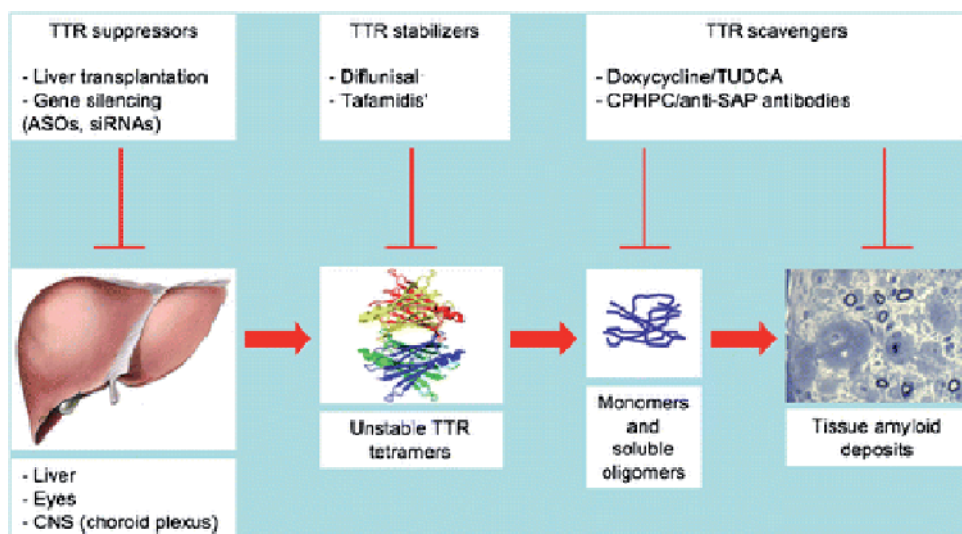 TTR suppressors
- Liver transplantation
- Gene silencing
(ASOs, siRNAs)
TTR stabilizers
- Diflunisal
- Tafamidis'
TTR scavengers
- Doxycycline/TUDCA
- CPHPC/anti-SAP antibodies
- Liver
- Eyes
- CNS (choroid plexus)
Unstable TTR
tetramers
Monomers
and
soluble
oligomers
Tissue amyloid
deposits